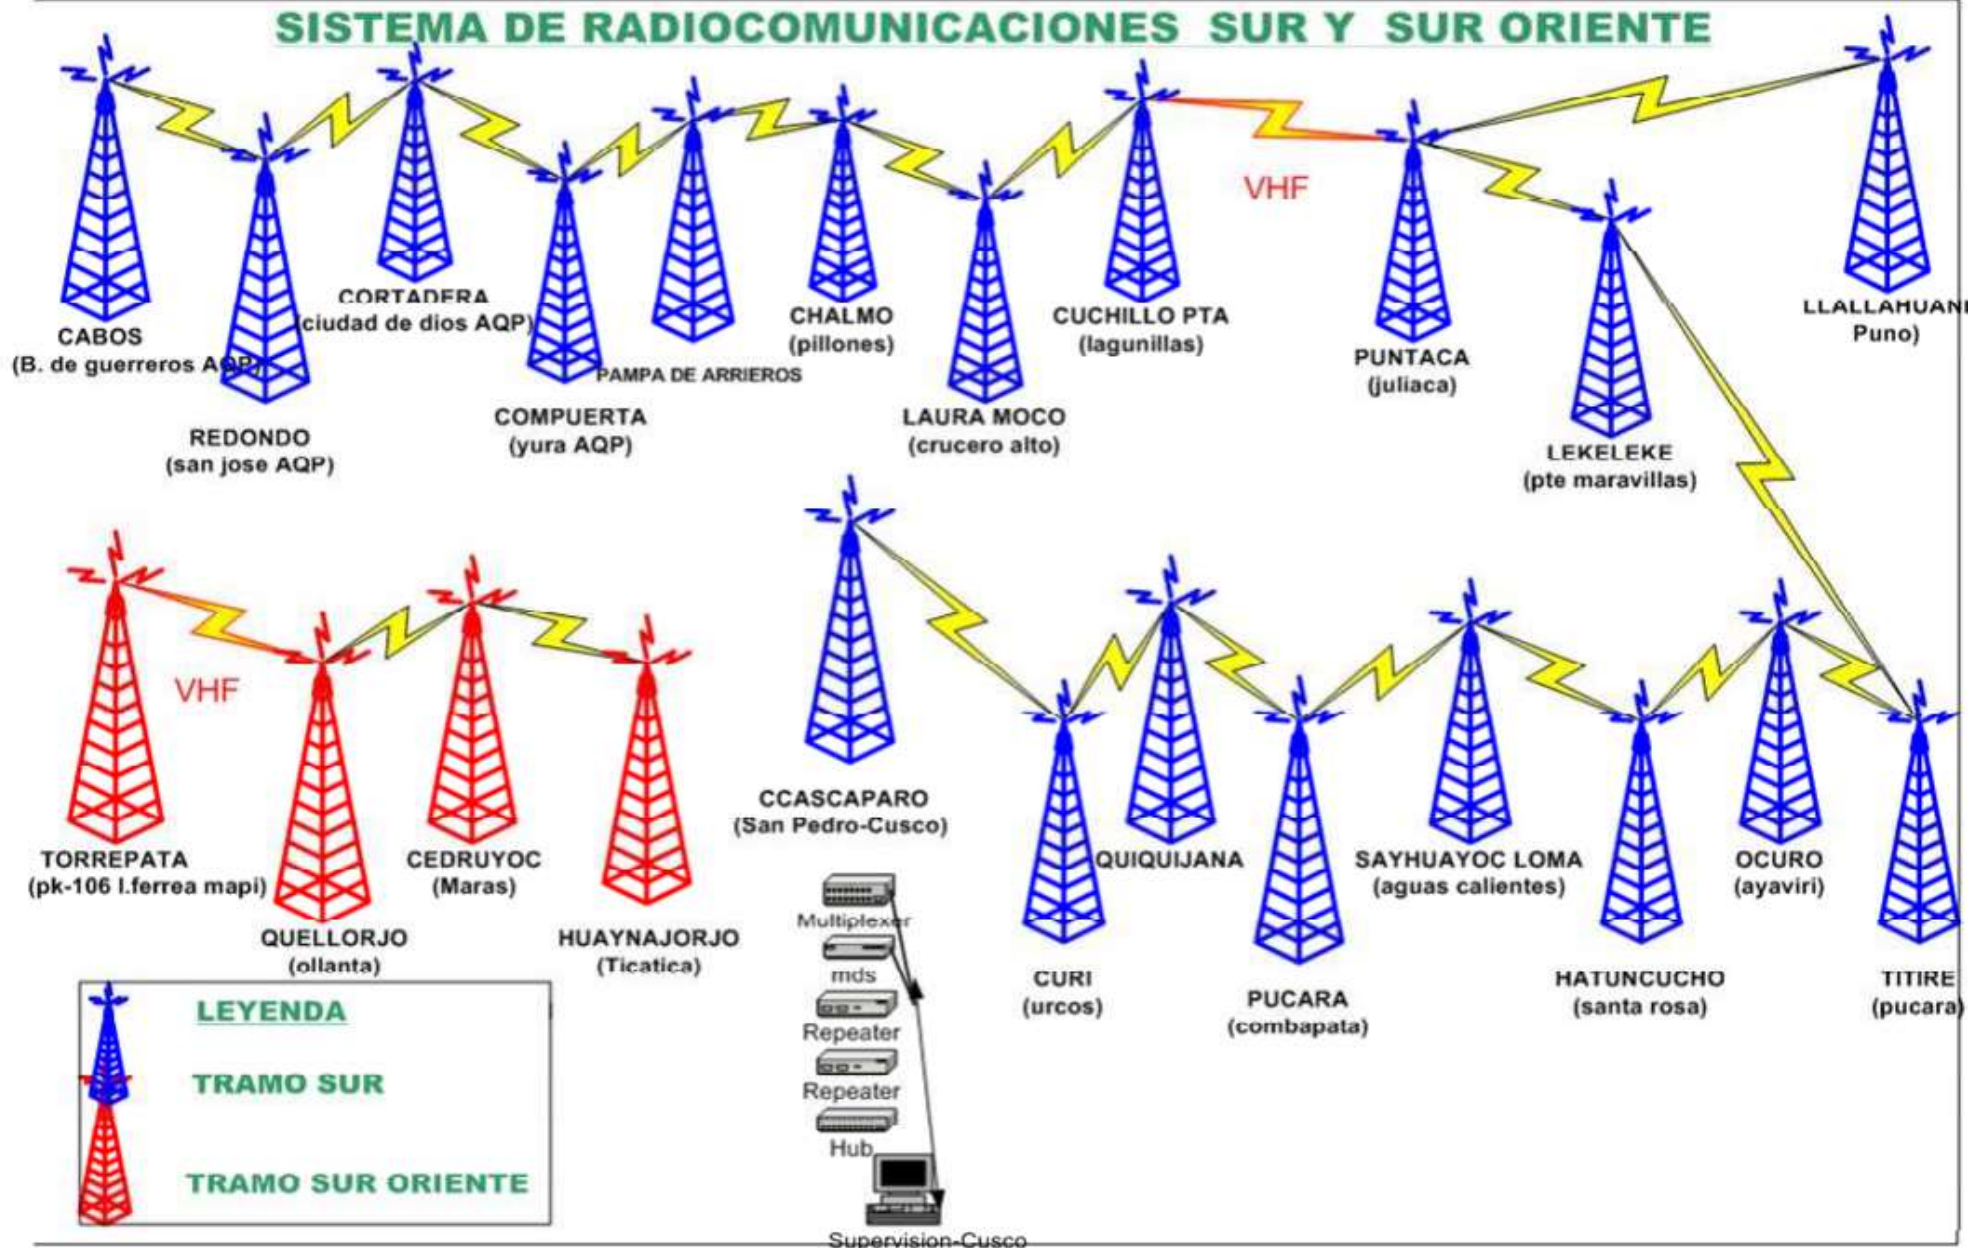 SISTEMA DE RADIOCOMUNICACIONES SUR Y SUR ORIENTE
CABOS
(B. de guerreros AQP)
REDONDO
(san jose AQP)
CORTADERA
(ciudad de dios AQP)
COMPUERTA
(yura AQP)
PAMPA DE ARRIEROS
CHALMO
(pillones)
LAURA MOCO
(crucero alto)
CUCHILLO PTA
(lagunillas)
VHF
PUNTACA
(juliaca)
LEKELEKE
(pte maravillas)
LLALLAHUANI
Puno)
TORREPATA
(pk-106 l.ferrea mapi)
VHF
QUELLORJO
(ollanta)
CEDRUYOC
(Maras)
HUAYNAJORJO
(Ticatica)
CCASCAPARO
(San Pedro-Cusco)
CURI
(urcos)
QUIQUIJANA
PUCARA
(combapata)
SAYHUAYOC LOMA
(aguas calientes)
HATUNCUCHO
(santa rosa)
OCURO
(ayaviri)
TITIRE
(pucara)
Multiplexer
mds
Repeater
Repeater
Hub
Supervision-Cusco
LEYENDA
TRAMO SUR
TRAMO SUR ORIENTE